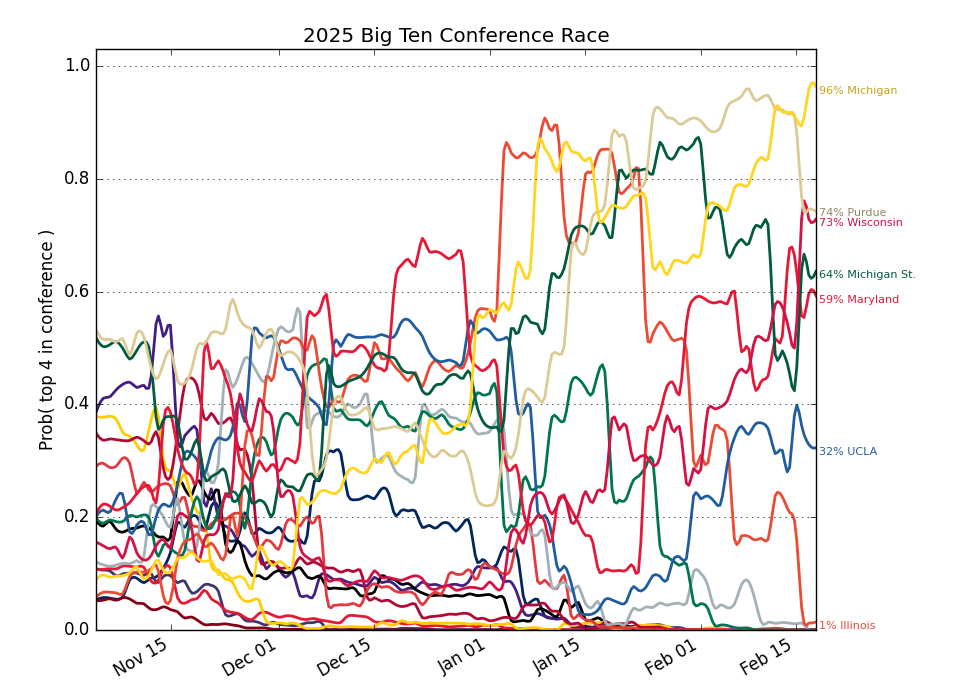 2025 Big Ten Conference Race
Prob( top 4 in conference )
1.0
0.8
0.6
0.4
0.2
0.0
Nov 15
Dec 01
Dec 15
Jan 01
Jan 15
Feb 01
Feb 15
96% Michigan
74% Purdue
73% Wisconsin
64% Michigan St.
59% Maryland
32% UCLA
1% Illinois